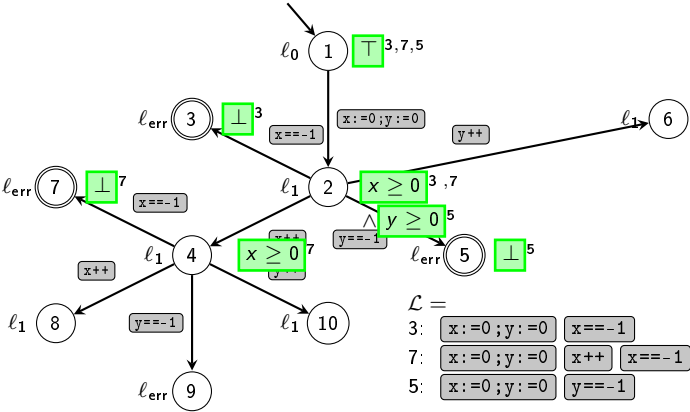 ℓ0 1 ⊤ 3,7,5
ℓerr 3 ⊥ 3
x:=0;y:=0
x==-1
y++
ℓ1 6
ℓerr 7 ⊥ 7
x==-1
ℓ1 2 x ≥ 0 3 ,7
∧ y ≥ 0 5
y==-1
ℓ1 4 x ≥ 0 7
ℓerr 5 ⊥ 5
x++
ℓ1 8
y==-1
ℓ1 10
ℓerr 9
ℒ =
3: x:=0;y:=0 x==-1
7: x:=0;y:=0 x++ x==-1
5: x:=0;y:=0 y==-1